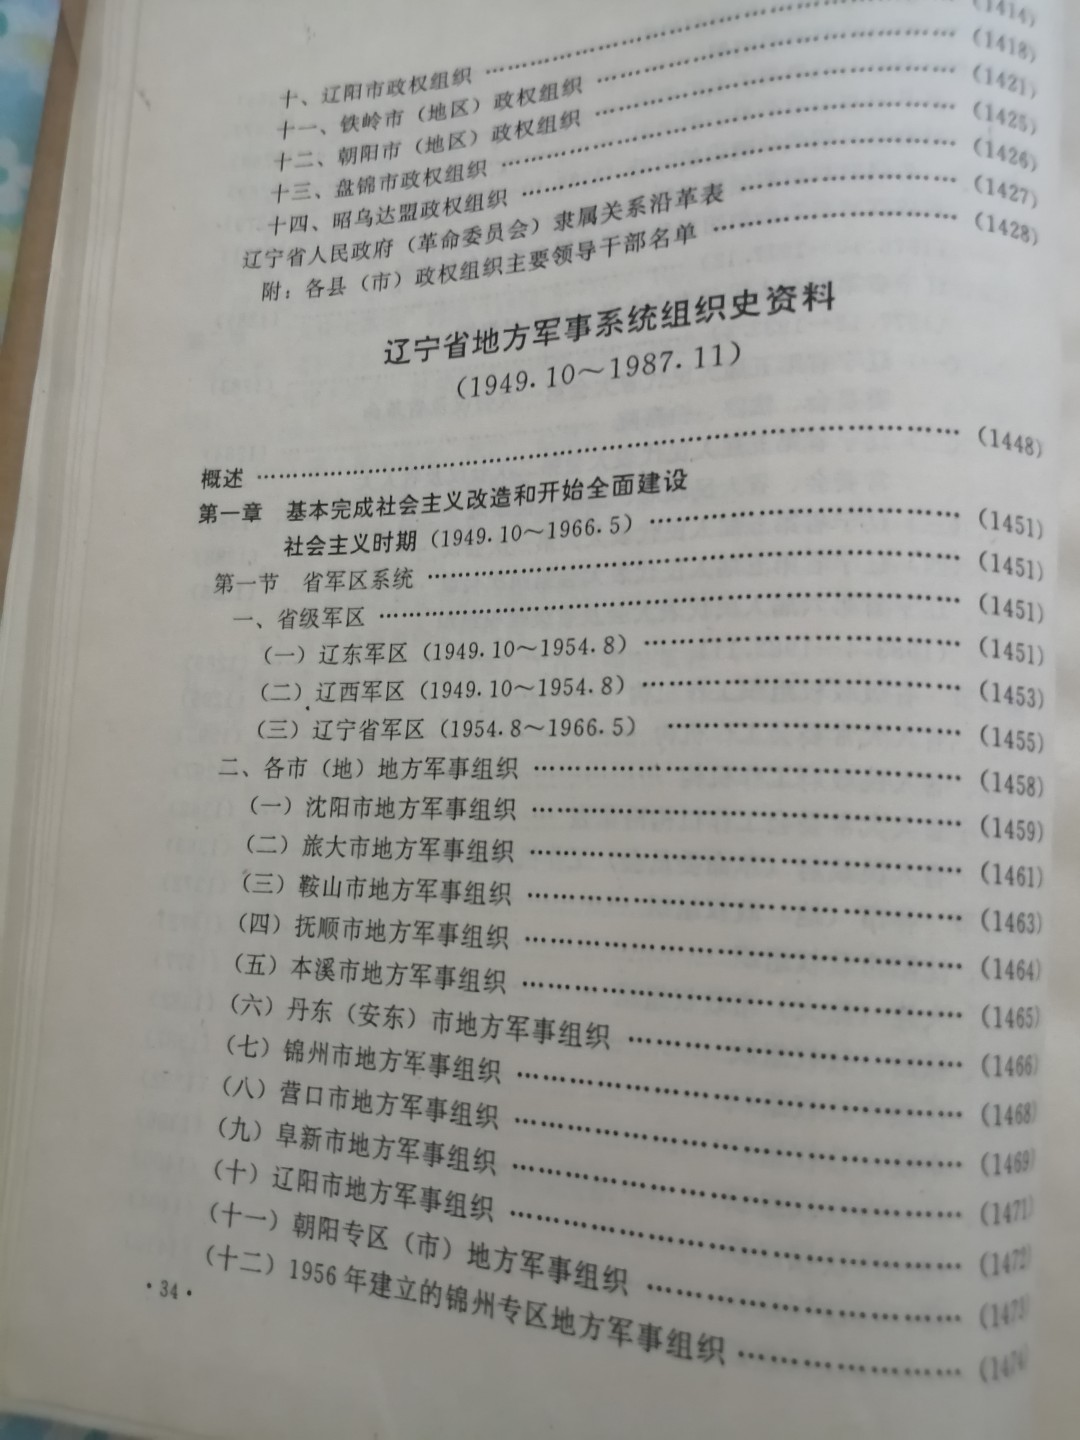 十、辽阳市政权组织 …………………………… (1414)
十一、铁岭市（地区）政权组织 …………………………… (1418)
十二、朝阳市（地区）政权组织 …………………………… (1421)
十三、盘锦市政权组织 …………………………… (1425)
十四、昭乌达盟政权组织 …………………………… (1426)
辽宁省人民政府（革命委员会）隶属关系沿革表 …………………… (1427)
附：各县（市）政权组织主要领导干部名单 …………………… (1428)
辽宁省地方军事系统组织史资料
(1949.10～1987.11)
概述 …………………………… (1448)
第一章 基本完成社会主义改造和开始全面建设
社会主义时期 (1949.10～1966.5) …………………… (1451)
第一节 省军区系统 …………………………… (1451)
一、省级军区 …………………………… (1451)
（一）辽东军区 (1949.10～1954.8) …………………… (1451)
（二）辽西军区 (1949.10～1954.8) …………………… (1453)
（三）辽宁省军区 (1954.8～1966.5) …………………… (1455)
二、各市（地）地方军事组织 …………………………… (1458)
（一）沈阳市地方军事组织 …………………………… (1459)
（二）旅大市地方军事组织 …………………………… (1461)
（三）鞍山市地方军事组织 …………………………… (1463)
（四）抚顺市地方军事组织 …………………………… (1464)
（五）本溪市地方军事组织 …………………………… (1465)
（六）丹东（安东）市地方军事组织 …………………… (1466)
（七）锦州市地方军事组织 …………………………… (1468)
（八）营口市地方军事组织 …………………………… (1469)
（九）阜新市地方军事组织 …………………………… (1471)
（十）辽阳市地方军事组织 …………………………… (1472)
（十一）朝阳专区（市）地方军事组织 …………………… (1473)
（十二）1956年建立的锦州专区地方军事组织 …………… (1474)
·34·